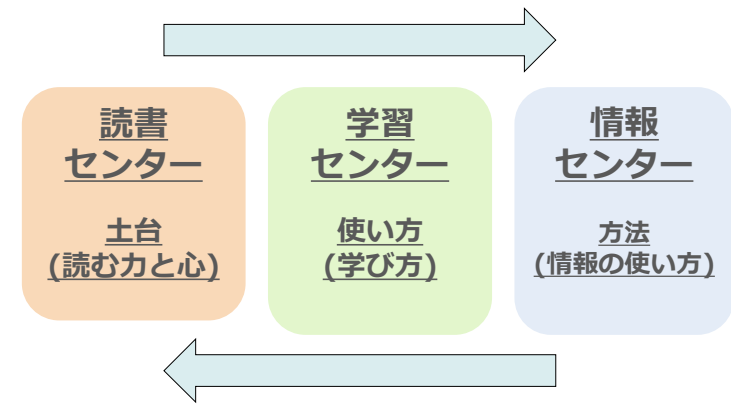 読書
センター
土台
(読む力と心)
学習
センター
使い方
(学び方)
情報
センター
方法
(情報の使い方)